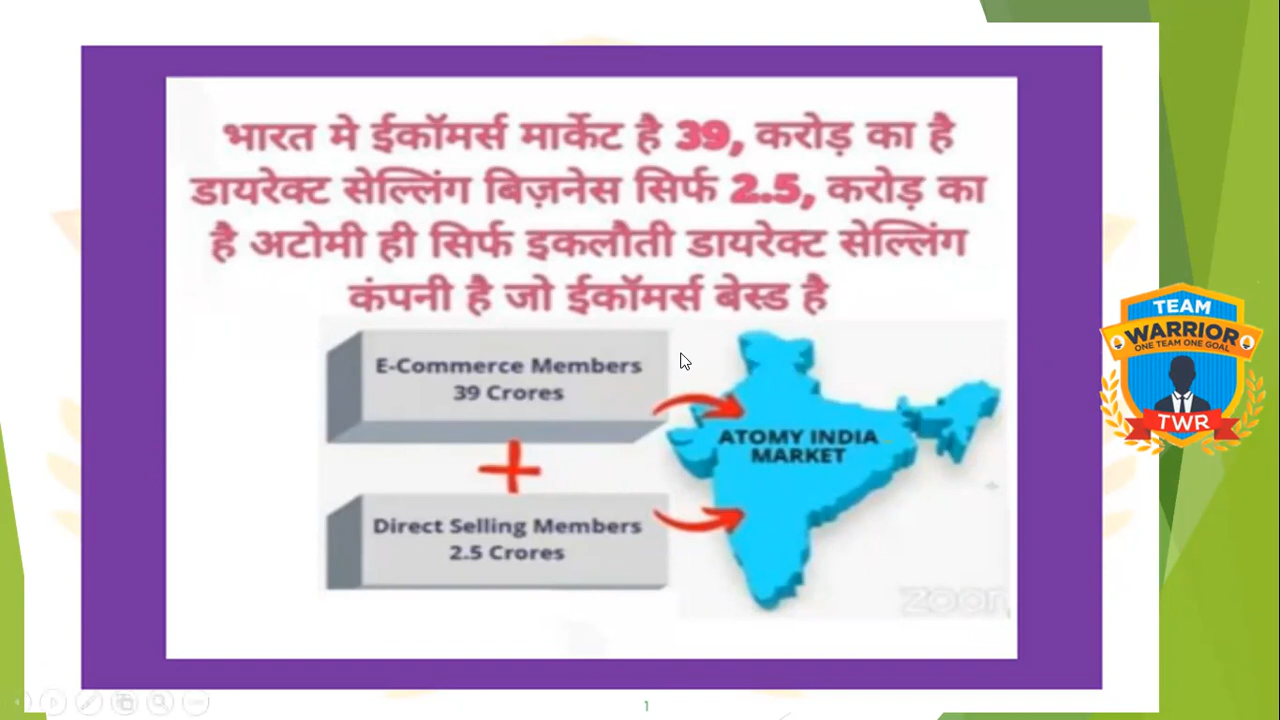 भारत मे ईकॉमर्स मार्केट है 39, करोड़ का है
डायरेक्ट सेल्लिंग बिज़नेस सिर्फ 2.5, करोड़ का
है अटोमी ही सिर्फ इकलौती डायरेक्ट सेल्लिंग
कंपनी है जो ईकॉमर्स बेस्ड है
E-Commerce Members
39 Crores
+
Direct Selling Members
2.5 Crores
ATOMY INDIA
MARKET
zoom
TEAM
WARRIOR
ONE TEAM ONE GOAL
TWR
1